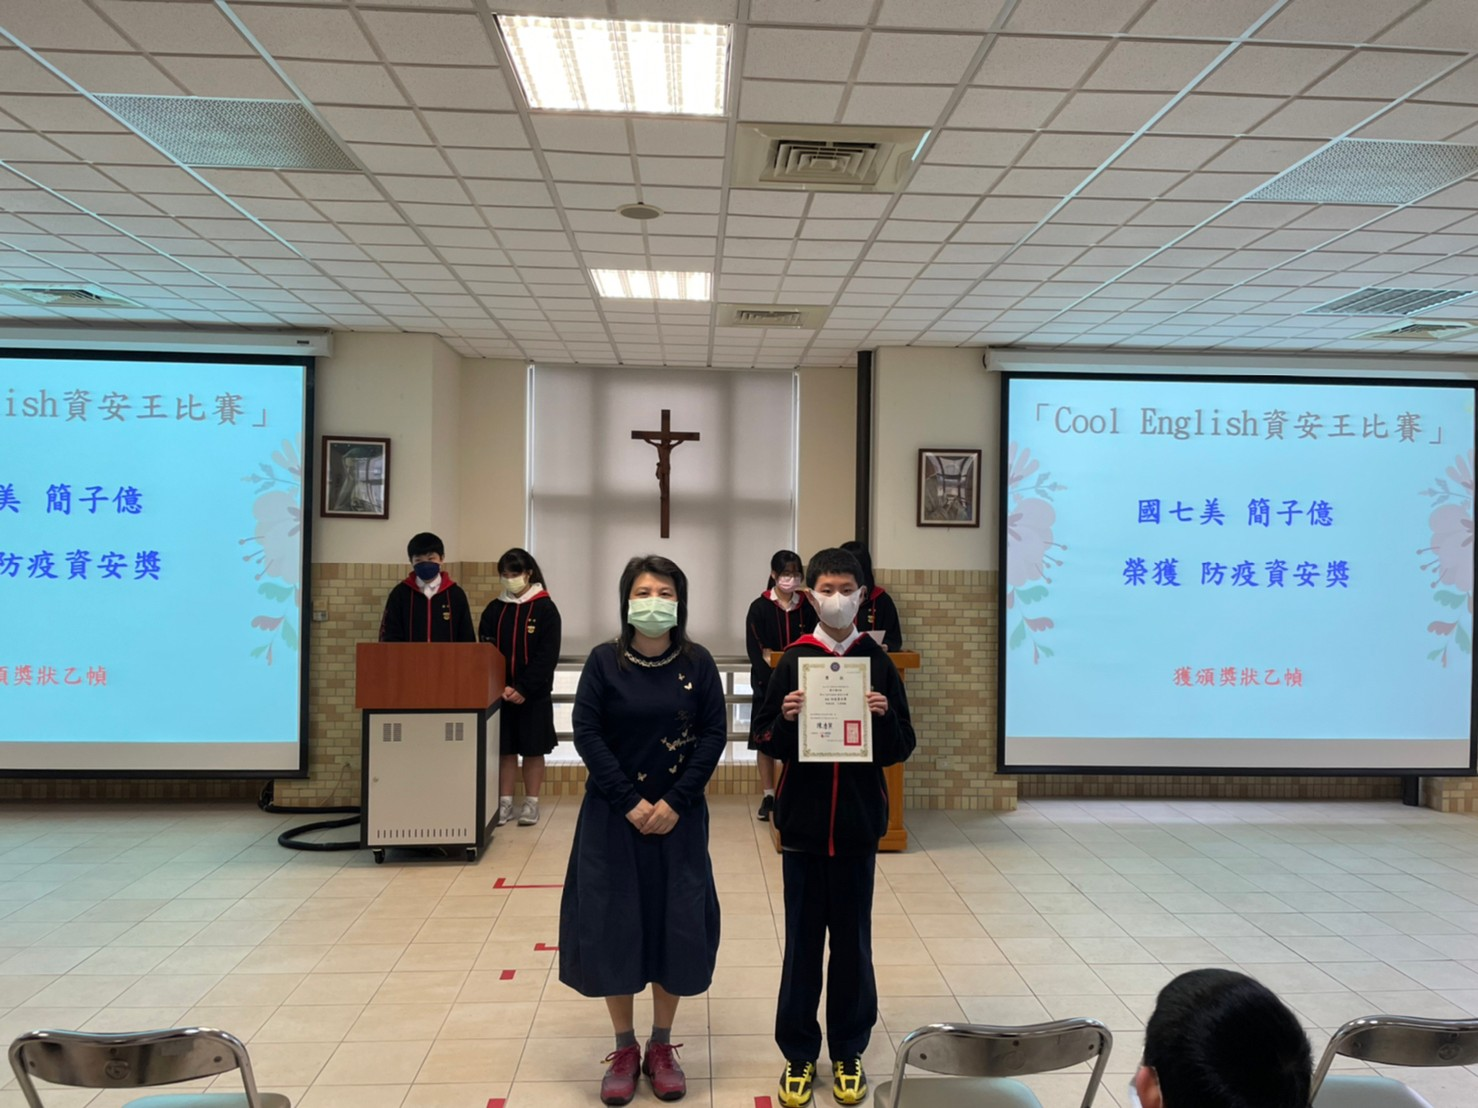 ish資安王比賽」
美 簡子億
防疫資安獎
頒獎狀乙幀
「Cool English資安王比賽」
國七美 簡子億
榮獲 防疫資安獎
獲頒獎狀乙幀